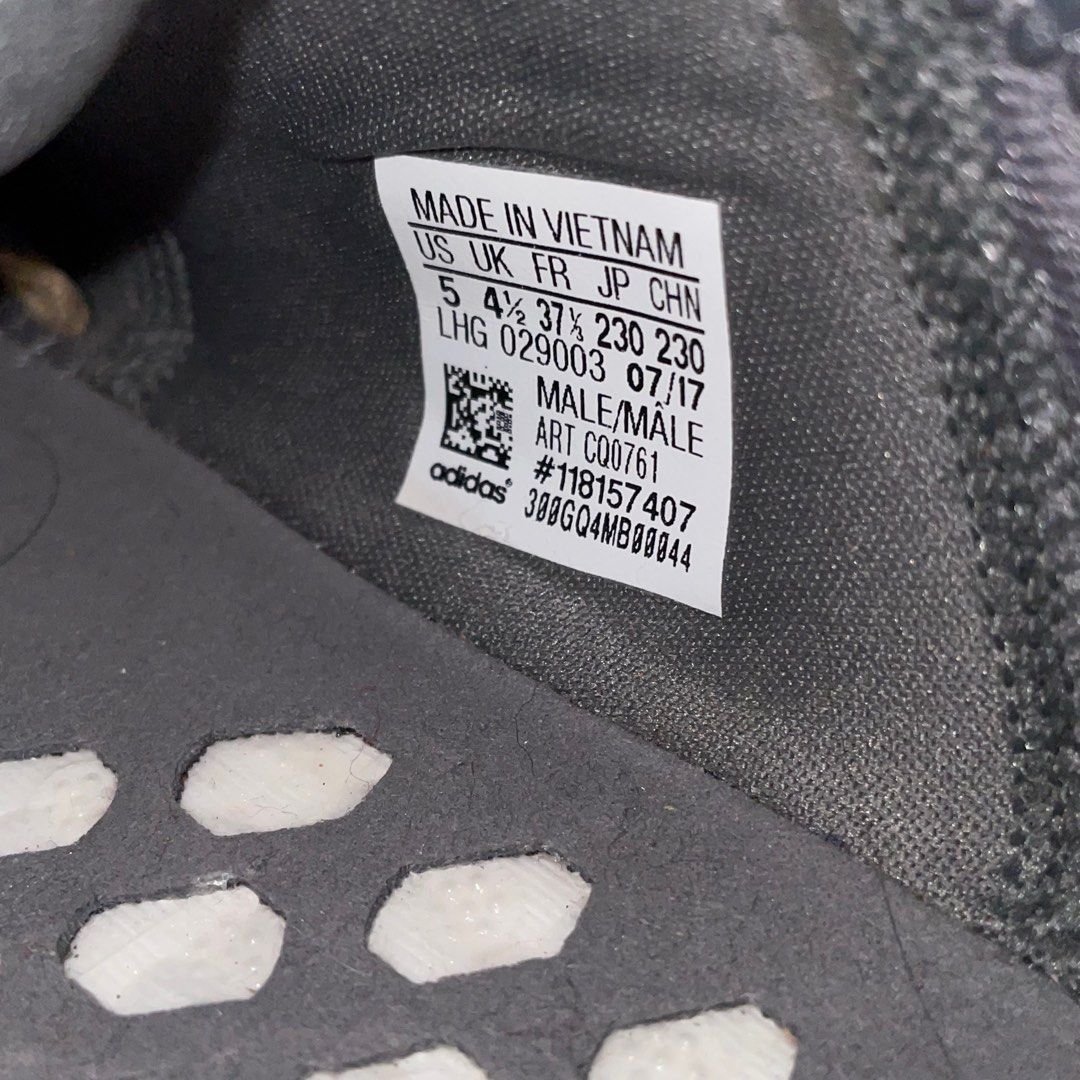 MADE IN VIETNAM
US UK FR JP CHN
5 4½ 37⅓ 230 230
LHG 029003 07/17
MALE/MÂLE
ART CQ0761
#118157407
adidas®
300GQ4MB00044